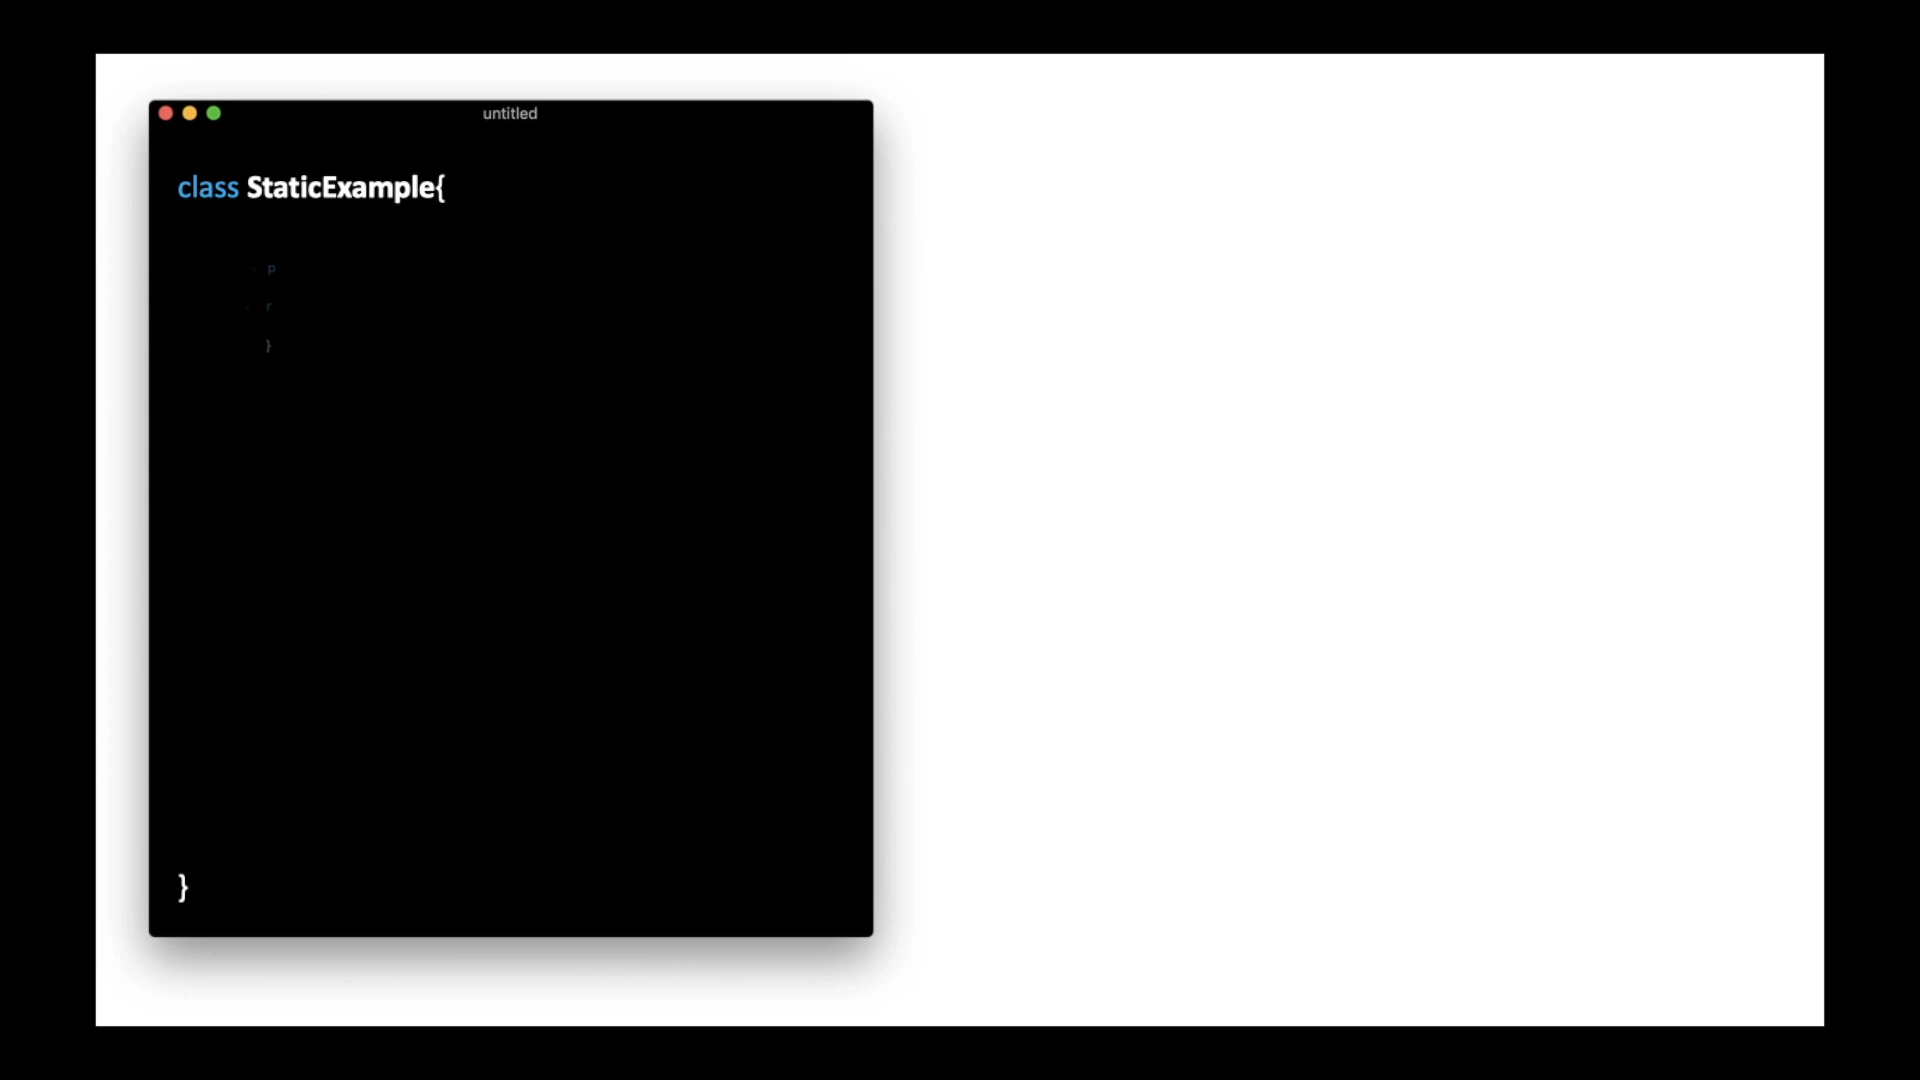 untitled
class StaticExample{
p
r
}
}